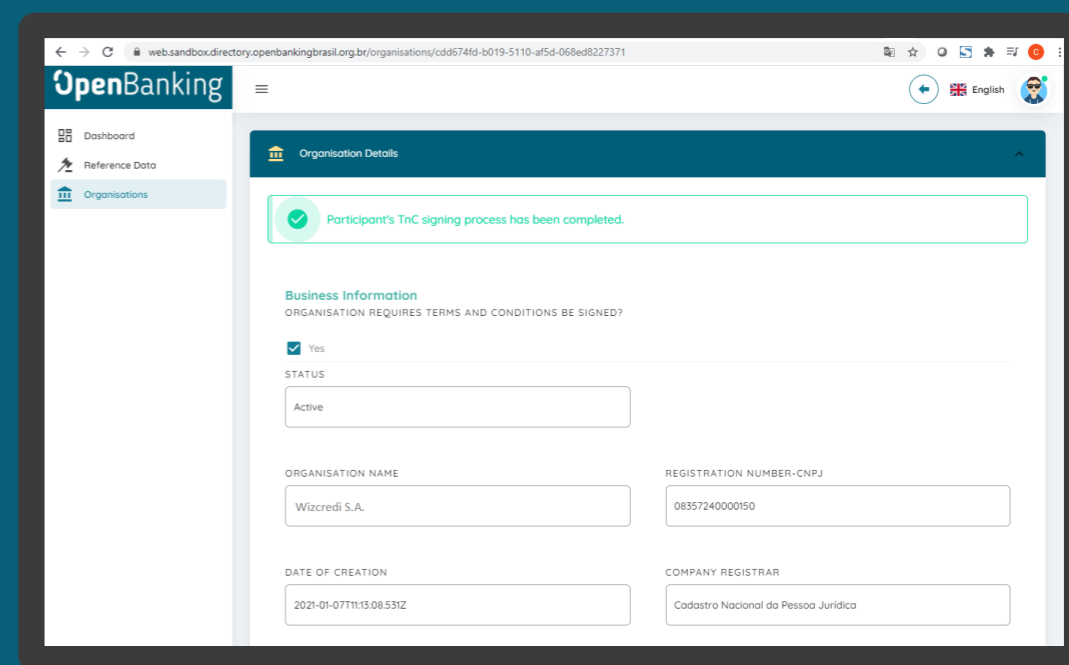 web.sandbox.directory.openbankingbrasil.org.br/organisations/cdd674fd-b019-5110-af5d-068ed8227371
C
OpenBanking
English
Dashboard
Reference Data
Organisations
Organisation Details
Participant's TnC signing process has been completed.
Business Information
ORGANISATION REQUIRES TERMS AND CONDITIONS BE SIGNED?
Yes
STATUS
Active
ORGANISATION NAME
REGISTRATION NUMBER-CNPJ
Wizcredi S.A.
08357240000150
DATE OF CREATION
COMPANY REGISTRAR
2021-01-07T11:13:08.531Z
Cadastro Nacional da Pessoa Jurídica